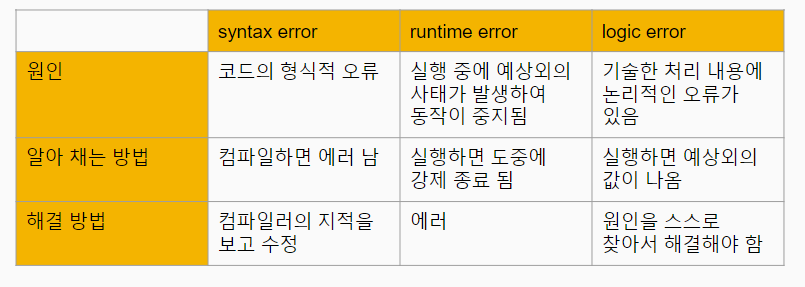 syntax error runtime error logic error
원인 코드의 형식적 오류 실행 중에 예상외의 기술한 처리 내용에
사태가 발생하여 논리적인 오류가
동작이 중지됨 있음
알아 채는 방법 컴파일하면 에러 남 실행하면 도중에 실행하면 예상외의
강제 종료 됨 값이 나옴
해결 방법 컴파일러의 지적을 에러 원인을 스스로
보고 수정 찾아서 해결해야 함